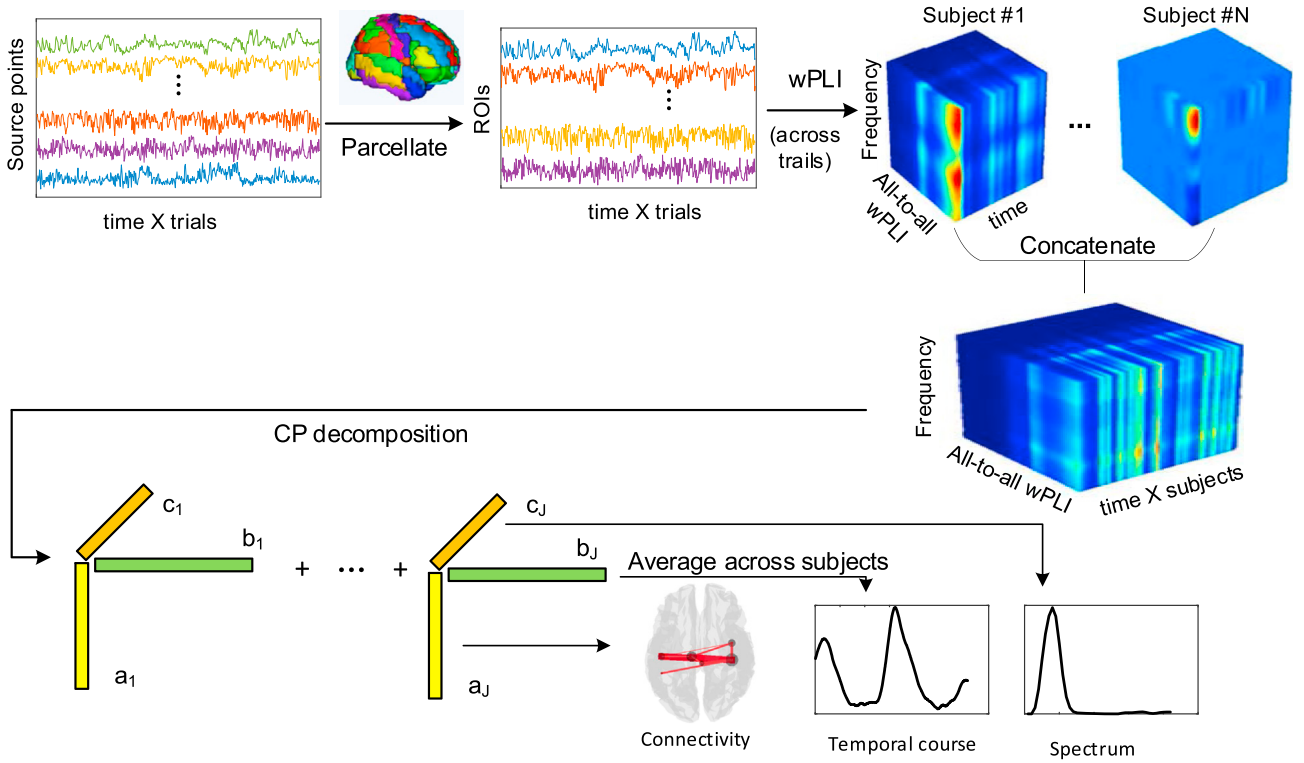 Subject #1
Subject #N
Source points
time X trials
Parcellate
ROIs
time X trials
wPLI
(across
trails)
Frequency
All-to-all
wPLI
time
...
Concatenate
Frequency
All-to-all wPLI
time X subjects
CP decomposition
c1
b1
a1
+ ... +
cJ
bJ
aJ
Average across subjects
Connectivity
Temporal course
Spectrum